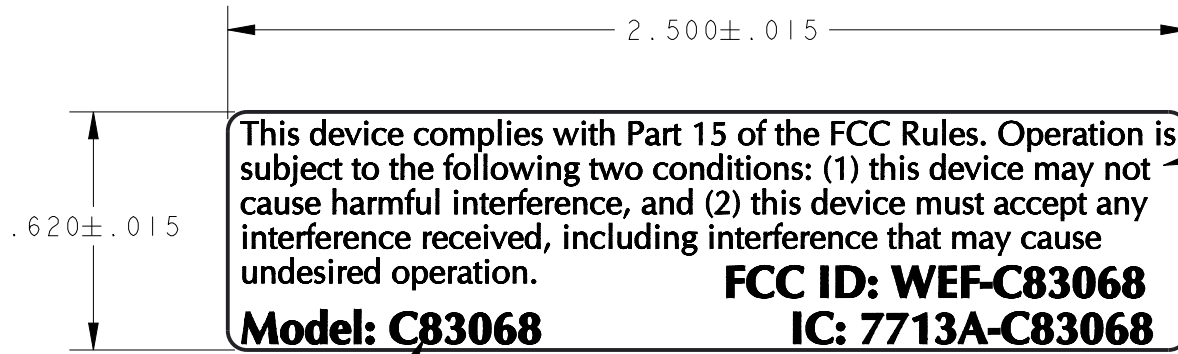 2.500±.015
This device complies with Part 15 of the FCC Rules. Operation is
subject to the following two conditions: (1) this device may not
cause harmful interference, and (2) this device must accept any
.620±.015
interference received, including interference that may cause
undesired operation.
FCC ID: WEF-C83068
Model: C83068
IC: 7713A-C83068